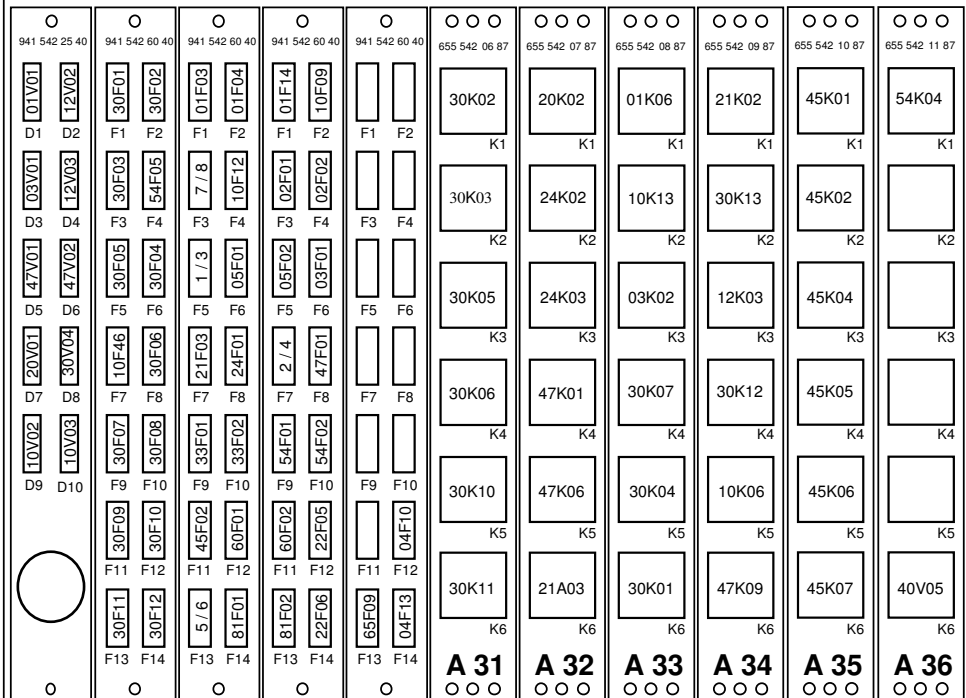 941 542 25 40 941 542 60 40 941 542 60 40 941 542 60 40 941 542 60 40 655 542 06 87 655 542 07 87 655 542 08 87 655 542 09 87 655 542 10 87 655 542 11 87
01V01 12V02 30F01 30F02 01F03 01F04 01F14 10F09 30K02 20K02 01K06 21K02 45K01 54K04
D1 D2 F1 F2 F1 F2 F1 F2 F1 F2 K1 K1 K1 K1 K1 K1
03V01 12V03 30F03 54F05 7 / 8 10F12 02F01 02F02 30K03 24K02 10K13 30K13 45K02
D3 D4 F3 F4 F3 F4 F3 F4 F3 F4 K2 K2 K2 K2 K2 K2
47V01 47V02 30F05 30F04 1 / 3 05F01 05F02 03F01 30K05 24K03 03K02 12K03 45K04
D5 D6 F5 F6 F5 F6 F5 F6 F5 F6 K3 K3 K3 K3 K3 K3
20V01 30V04 10F46 30F06 21F03 24F01 2 / 4 47F01 30K06 47K01 30K07 30K12 45K05
D7 D8 F7 F8 F7 F8 F7 F8 F7 F8 K4 K4 K4 K4 K4 K4
10V02 10V03 30F07 30F08 33F01 33F02 54F01 54F02 30K10 47K06 30K04 10K06 45K06
D9 D10 F9 F10 F9 F10 F9 F10 F9 F10 K5 K5 K5 K5 K5 K5
30F09 30F10 45F02 60F01 60F02 22F05 04F10
F11 F12 F11 F12 F11 F12 F11 F12
30F11 30F12 5 / 6 81F01 81F02 22F06 65F09 04F13 30K11 21A03 30K01 47K09 45K07 40V05
F13 F14 F13 F14 F13 F14 F13 F14 K6 K6 K6 K6 K6 K6
A 31 A 32 A 33 A 34 A 35 A 36